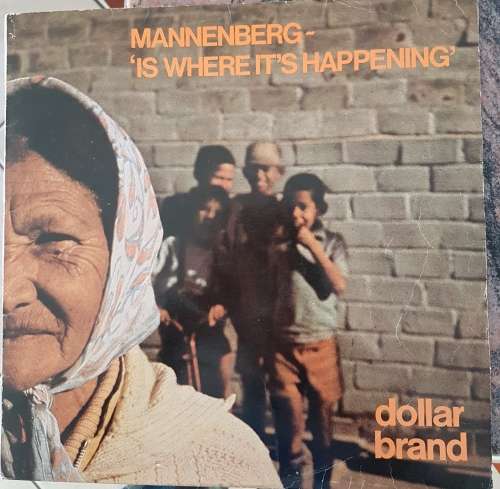 MANNENBERG~
‘IS WHERE IT'S HAPPENING’
dollar
brand